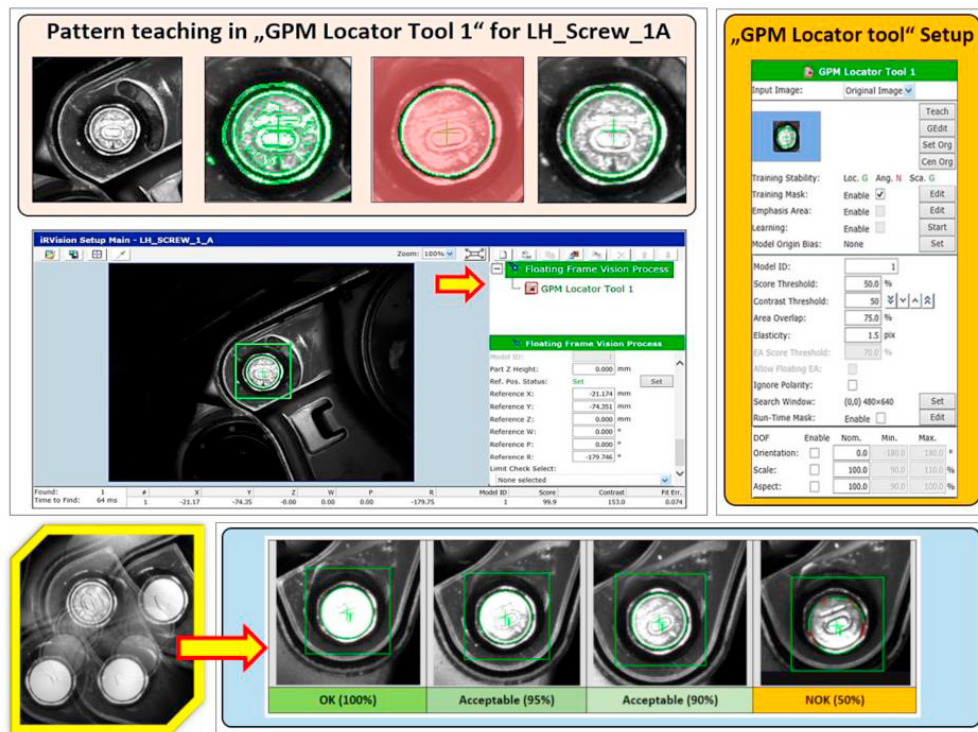 Pattern teaching in „GPM Locator Tool 1“ for LH_Screw_1A
„GPM Locator tool“ Setup
GPM Locator Tool 1
Input Image: Original Image
Teach
GEdit
Set Org
Cen Org
Training Stability: Loc. G Ang. N Sca. G
Training Mask: Enable Edit
Emphasis Area: Enable Edit
Learning: Enable Start
Model Origin Bias: None Set
Model ID: 1
Score Threshold: 50.0 %
Contrast Threshold: 50
Area Overlap: 75.0 %
Elasticity: 1.5 pix
EA Score Threshold: 70.0 %
Allow Floating EA:
Ignore Polarity:
Search Window: (0,0) 480×640 Set
Run-Time Mask: Enable Edit
DOF Enable Nom. Min. Max.
Orientation: 0.0 -180.0 180.0 °
Scale: 100.0 90.0 110.0 %
Aspect: 100.0 90.0 100.0 %
iRVision Setup Main - LH_SCREW_1_A
Zoom: 100%
Floating Frame Vision Process
GPM Locator Tool 1
Floating Frame Vision Process
Model ID: 1
Part Z Height: 0.000 mm
Ref. Pos. Status: Set Set
Reference X: -21.174 mm
Reference Y: -74.351 mm
Reference Z: 0.000 mm
Reference W: 0.000 °
Reference P: 0.000 °
Reference R: -179.746 °
Limit Check Select:
None selected
Found: 1 # X Y Z W P R Model ID Score Contrast Fit Err.
Time to Find: 64 ms 1 -21.17 -74.35 -0.00 0.00 0.00 -179.75 1 99.9 153.0 0.074
OK (100%) Acceptable (95%) Acceptable (90%) NOK (50%)